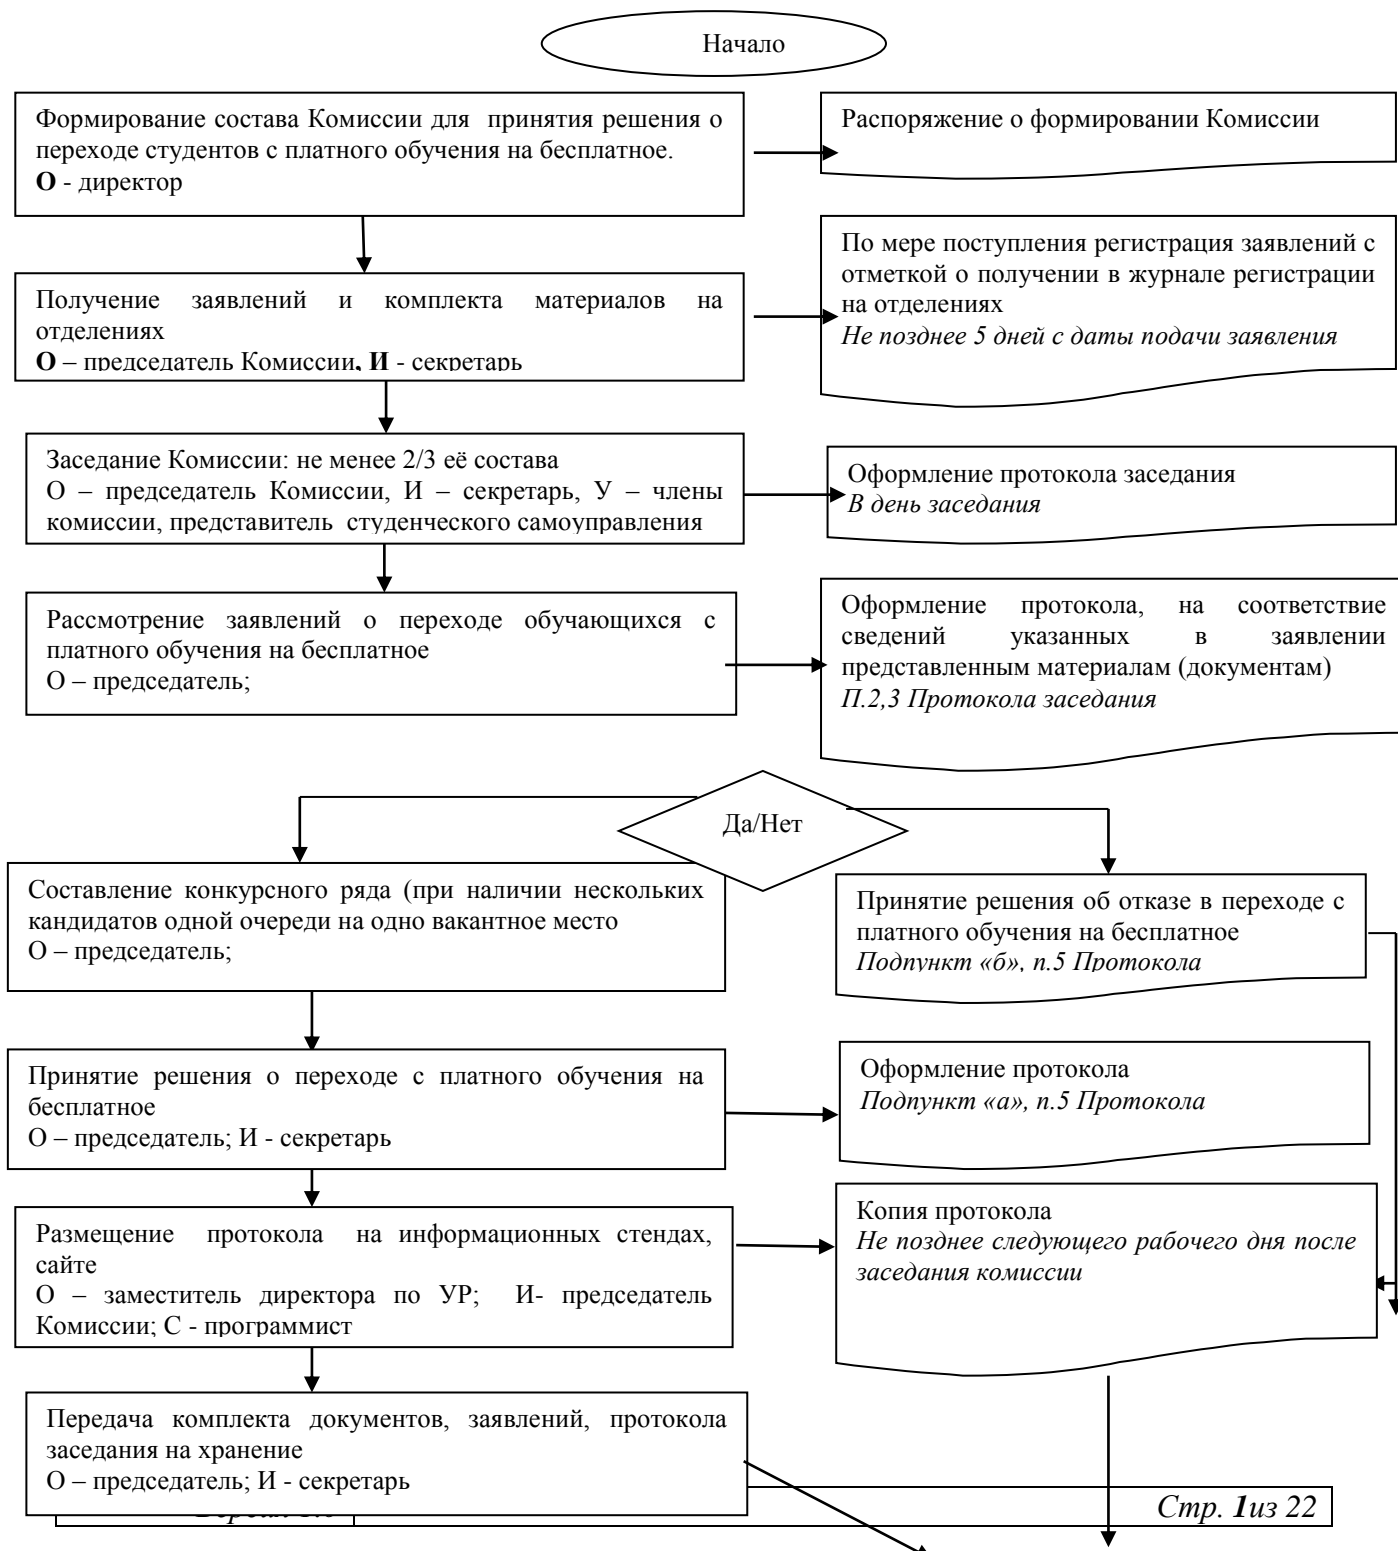 Начало
Формирование состава Комиссии для принятия решения о
переходе студентов с платного обучения на бесплатное.
О - директор
Распоряжение о формировании Комиссии
Получение заявлений и комплекта материалов на
отделениях
О – председатель Комиссии, И - секретарь
По мере поступления регистрация заявлений с
отметкой о получении в журнале регистрации
на отделениях
Не позднее 5 дней с даты подачи заявления
Заседание Комиссии: не менее 2/3 её состава
О – председатель Комиссии, И – секретарь, У – члены
комиссии, представитель студенческого самоуправления
Оформление протокола заседания
В день заседания
Рассмотрение заявлений о переходе обучающихся с
платного обучения на бесплатное
О – председатель;
Оформление протокола, на соответствие
сведений указанных в заявлении
представленным материалам (документам)
П.2,3 Протокола заседания
Да/Нет
Составление конкурсного ряда (при наличии нескольких
кандидатов одной очереди на одно вакантное место
О – председатель;
Принятие решения об отказе в переходе с
платного обучения на бесплатное
Подпункт «б», п.5 Протокола
Принятие решения о переходе с платного обучения на
бесплатное
О – председатель; И - секретарь
Оформление протокола
Подпункт «а», п.5 Протокола
Размещение протокола на информационных стендах,
сайте
О – заместитель директора по УР; И- председатель
Комиссии; С - программист
Копия протокола
Не позднее следующего рабочего дня после
заседания комиссии
Передача комплекта документов, заявлений, протокола
заседания на хранение
О – председатель; И - секретарь
Стр. 1из 22